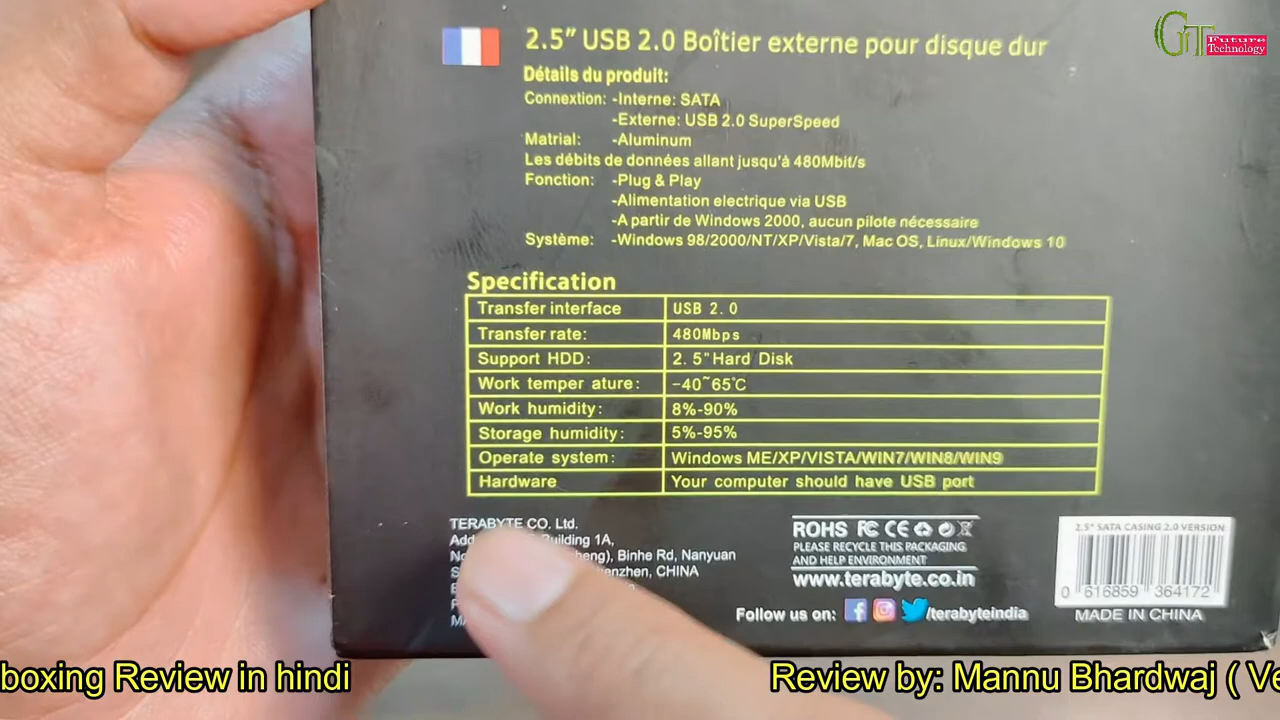 GnT Future Technology
2.5" USB 2.0 Boîtier externe pour disque dur
Détails du produit:
Connextion: -Interne: SATA
-Externe: USB 2.0 SuperSpeed
Matrial: -Aluminum
Les débits de données allant jusqu'à 480Mbit/s
Fonction: -Plug & Play
-Alimentation electrique via USB
-A partir de Windows 2000, aucun pilote nécessaire
Système: -Windows 98/2000/NT/XP/Vista/7, Mac OS, Linux/Windows 10
Specification
Transfer interface USB 2.0
Transfer rate: 480Mbps
Support HDD: 2.5"Hard Disk
Work temper ature: -40~65℃
Work humidity: 8%-90%
Storage humidity: 5%-95%
Operate system: Windows ME/XP/VISTA/WIN7/WIN8/WIN9
Hardware Your computer should have USB port
TERABYTE CO. Ltd.
Building 1A,
Binhe Rd, Nanyuan
CHINA
ROHS FC CE
PLEASE RECYCLE THIS PACKAGING
AND HELP ENVIRONMENT
www.terabyte.co.in
Follow us on: /terabyteindia
2.5" SATA CASING 2.0 VERSION
0 616859 364172
MADE IN CHINA
boxing Review in hindi
Review by: Mannu Bhardwaj ( Ve